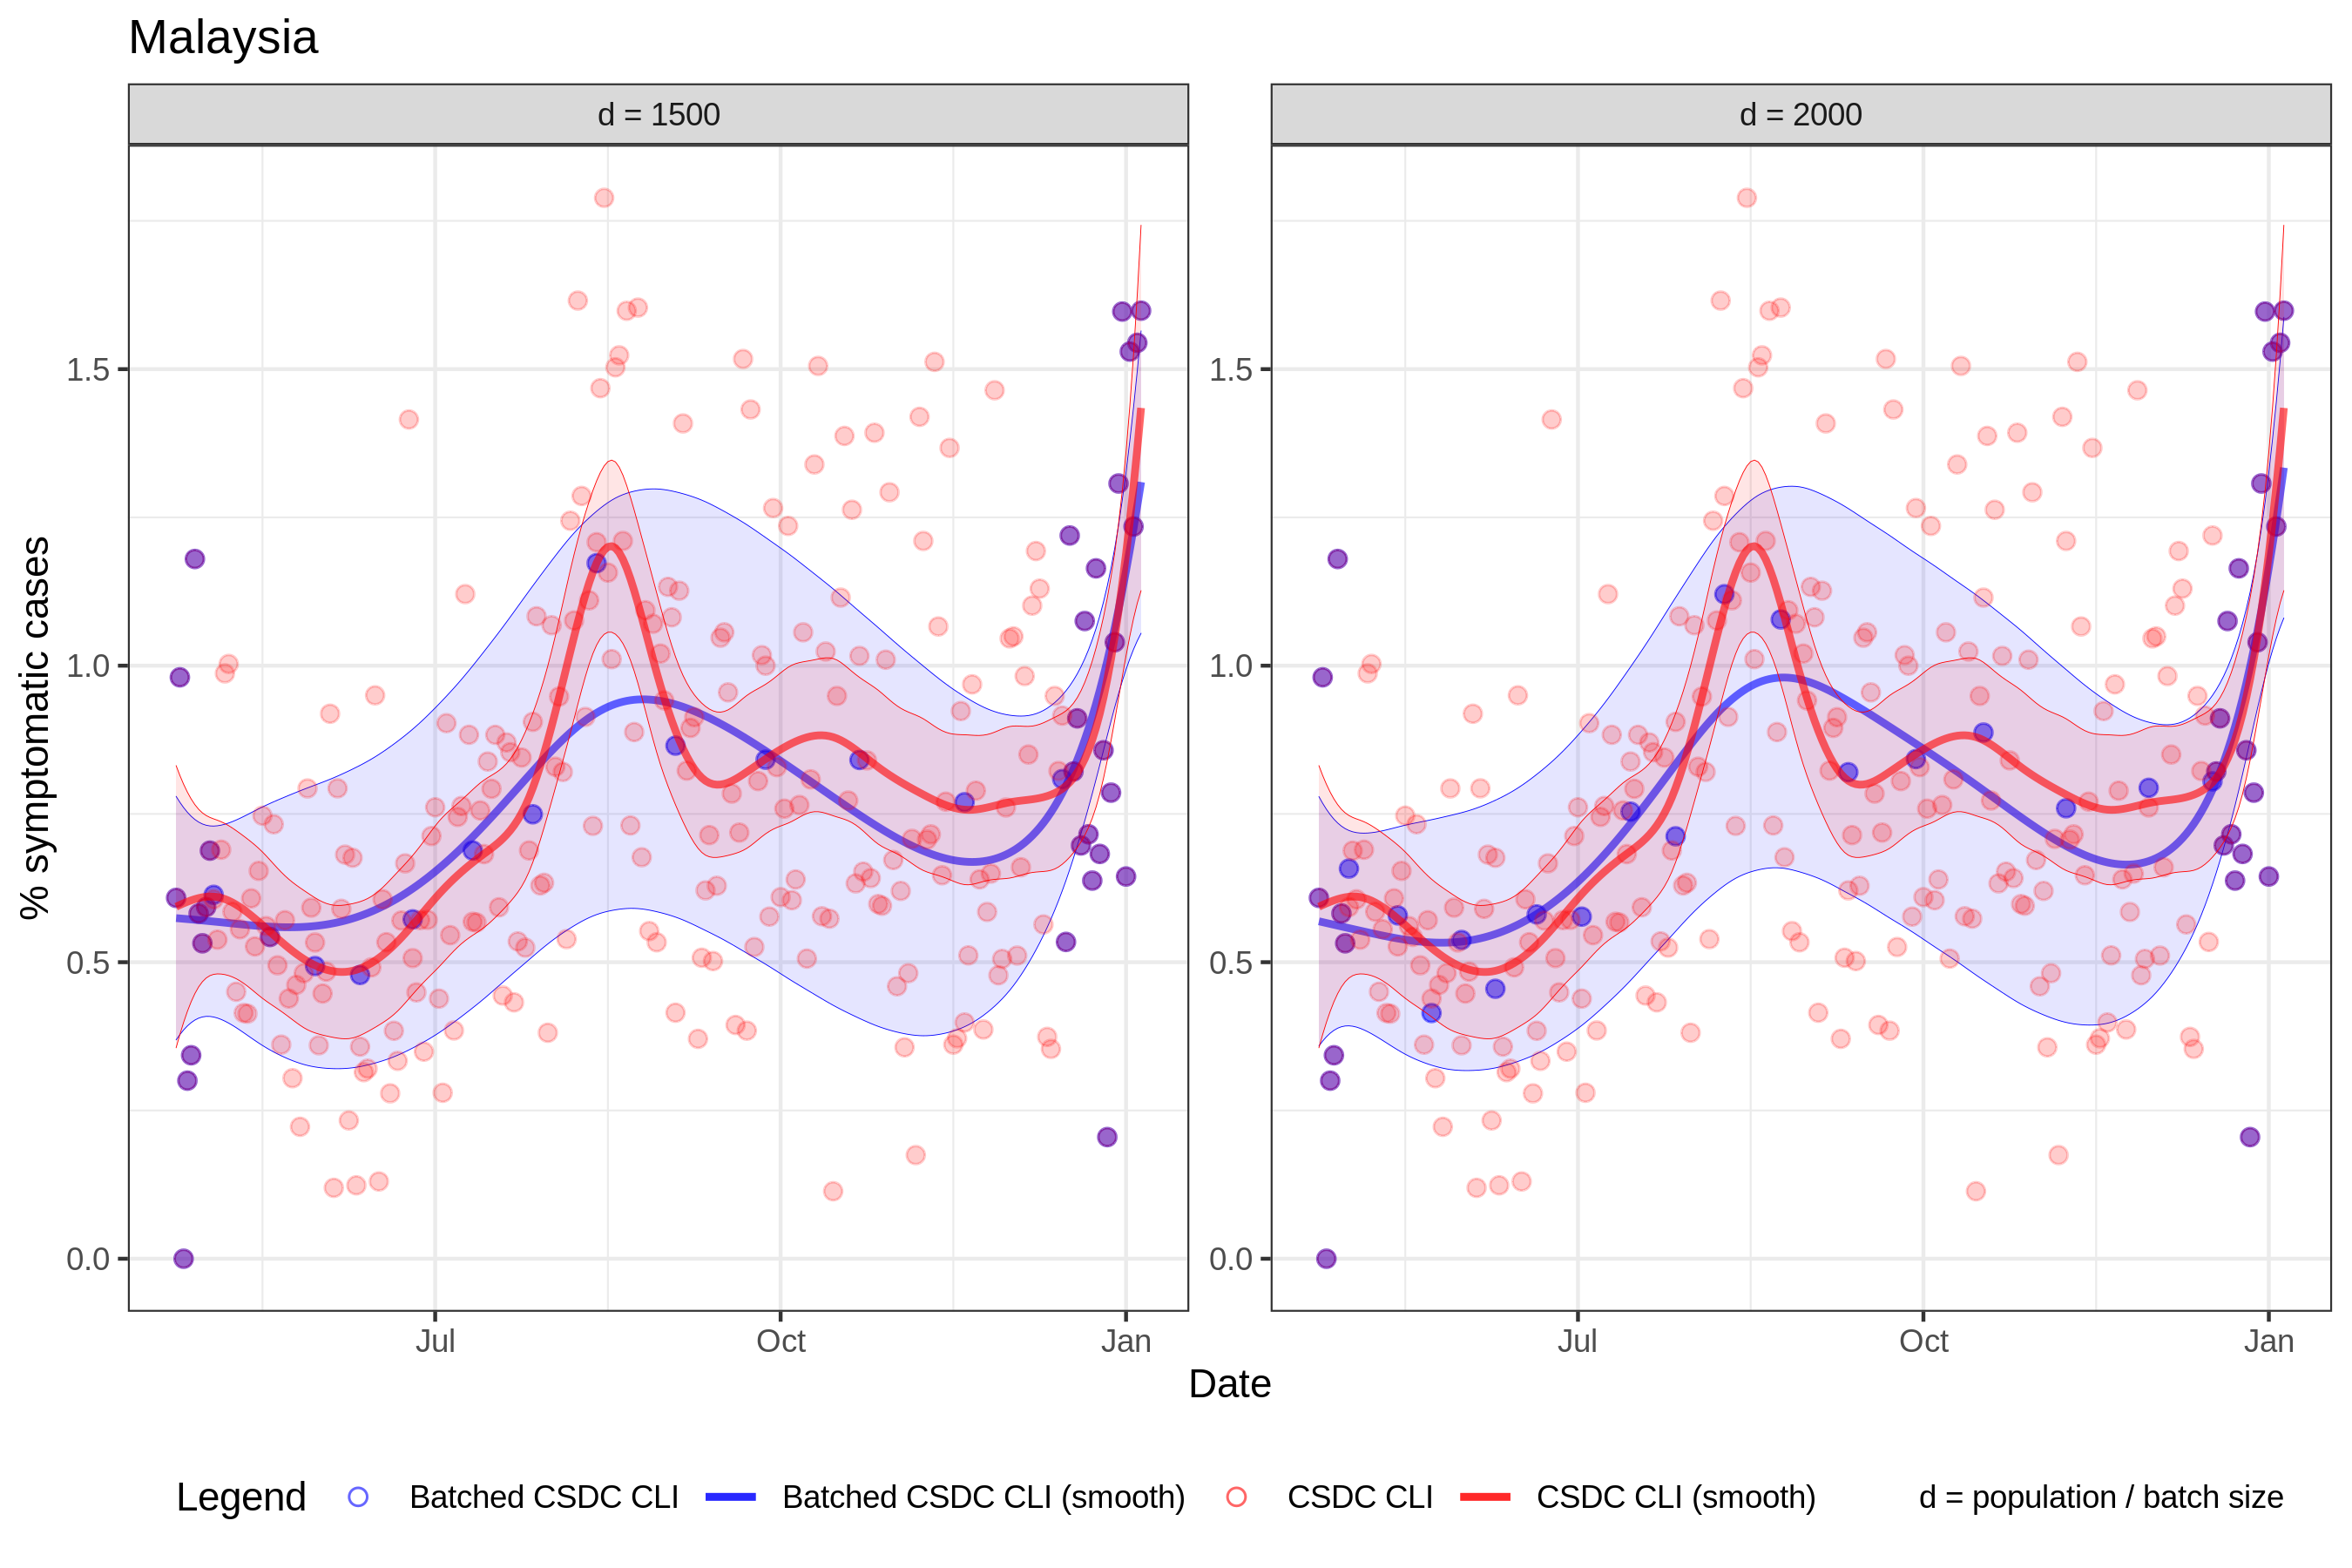 Malaysia
d = 1500
d = 2000
% symptomatic cases
1.5
1.0
0.5
0.0
1.5
1.0
0.5
0.0
Jul
Oct
Jan
Jul
Oct
Jan
Date
Legend
Batched CSDC CLI
Batched CSDC CLI (smooth)
CSDC CLI
CSDC CLI (smooth)
d = population / batch size